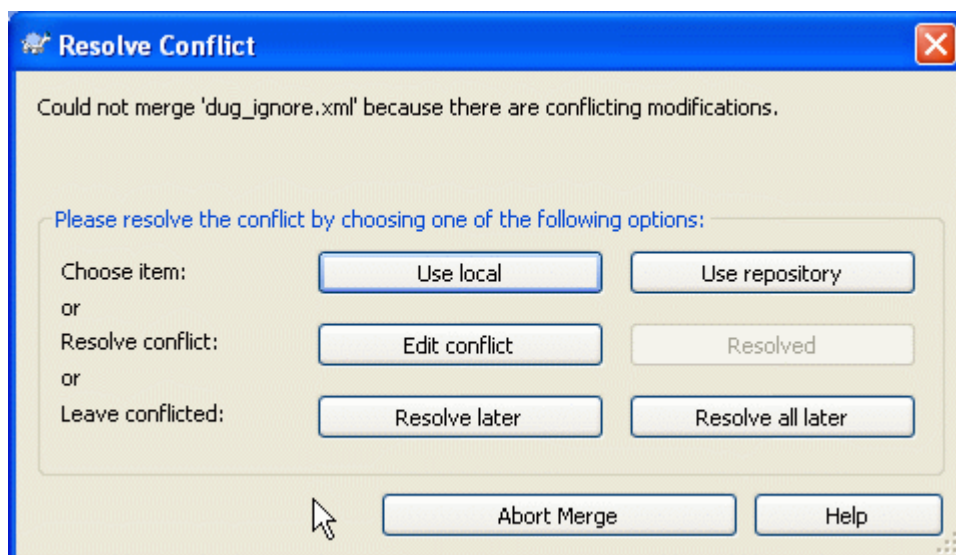 Resolve Conflict
Could not merge 'dug_ignore.xml' because there are conflicting modifications.
Please resolve the conflict by choosing one of the following options:
Choose item: Use local Use repository
or
Resolve conflict: Edit conflict Resolved
or
Leave conflicted: Resolve later Resolve all later
Abort Merge Help